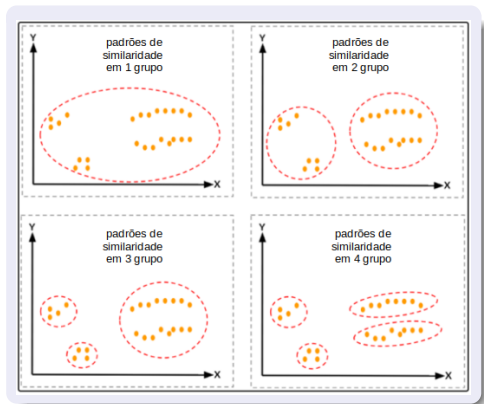 Y
padrões de
similaridade
em 1 grupo
X
Y
padrões de
similaridade
em 2 grupo
X
Y
padrões de
similaridade
em 3 grupo
X
Y
padrões de
similaridade
em 4 grupo
X